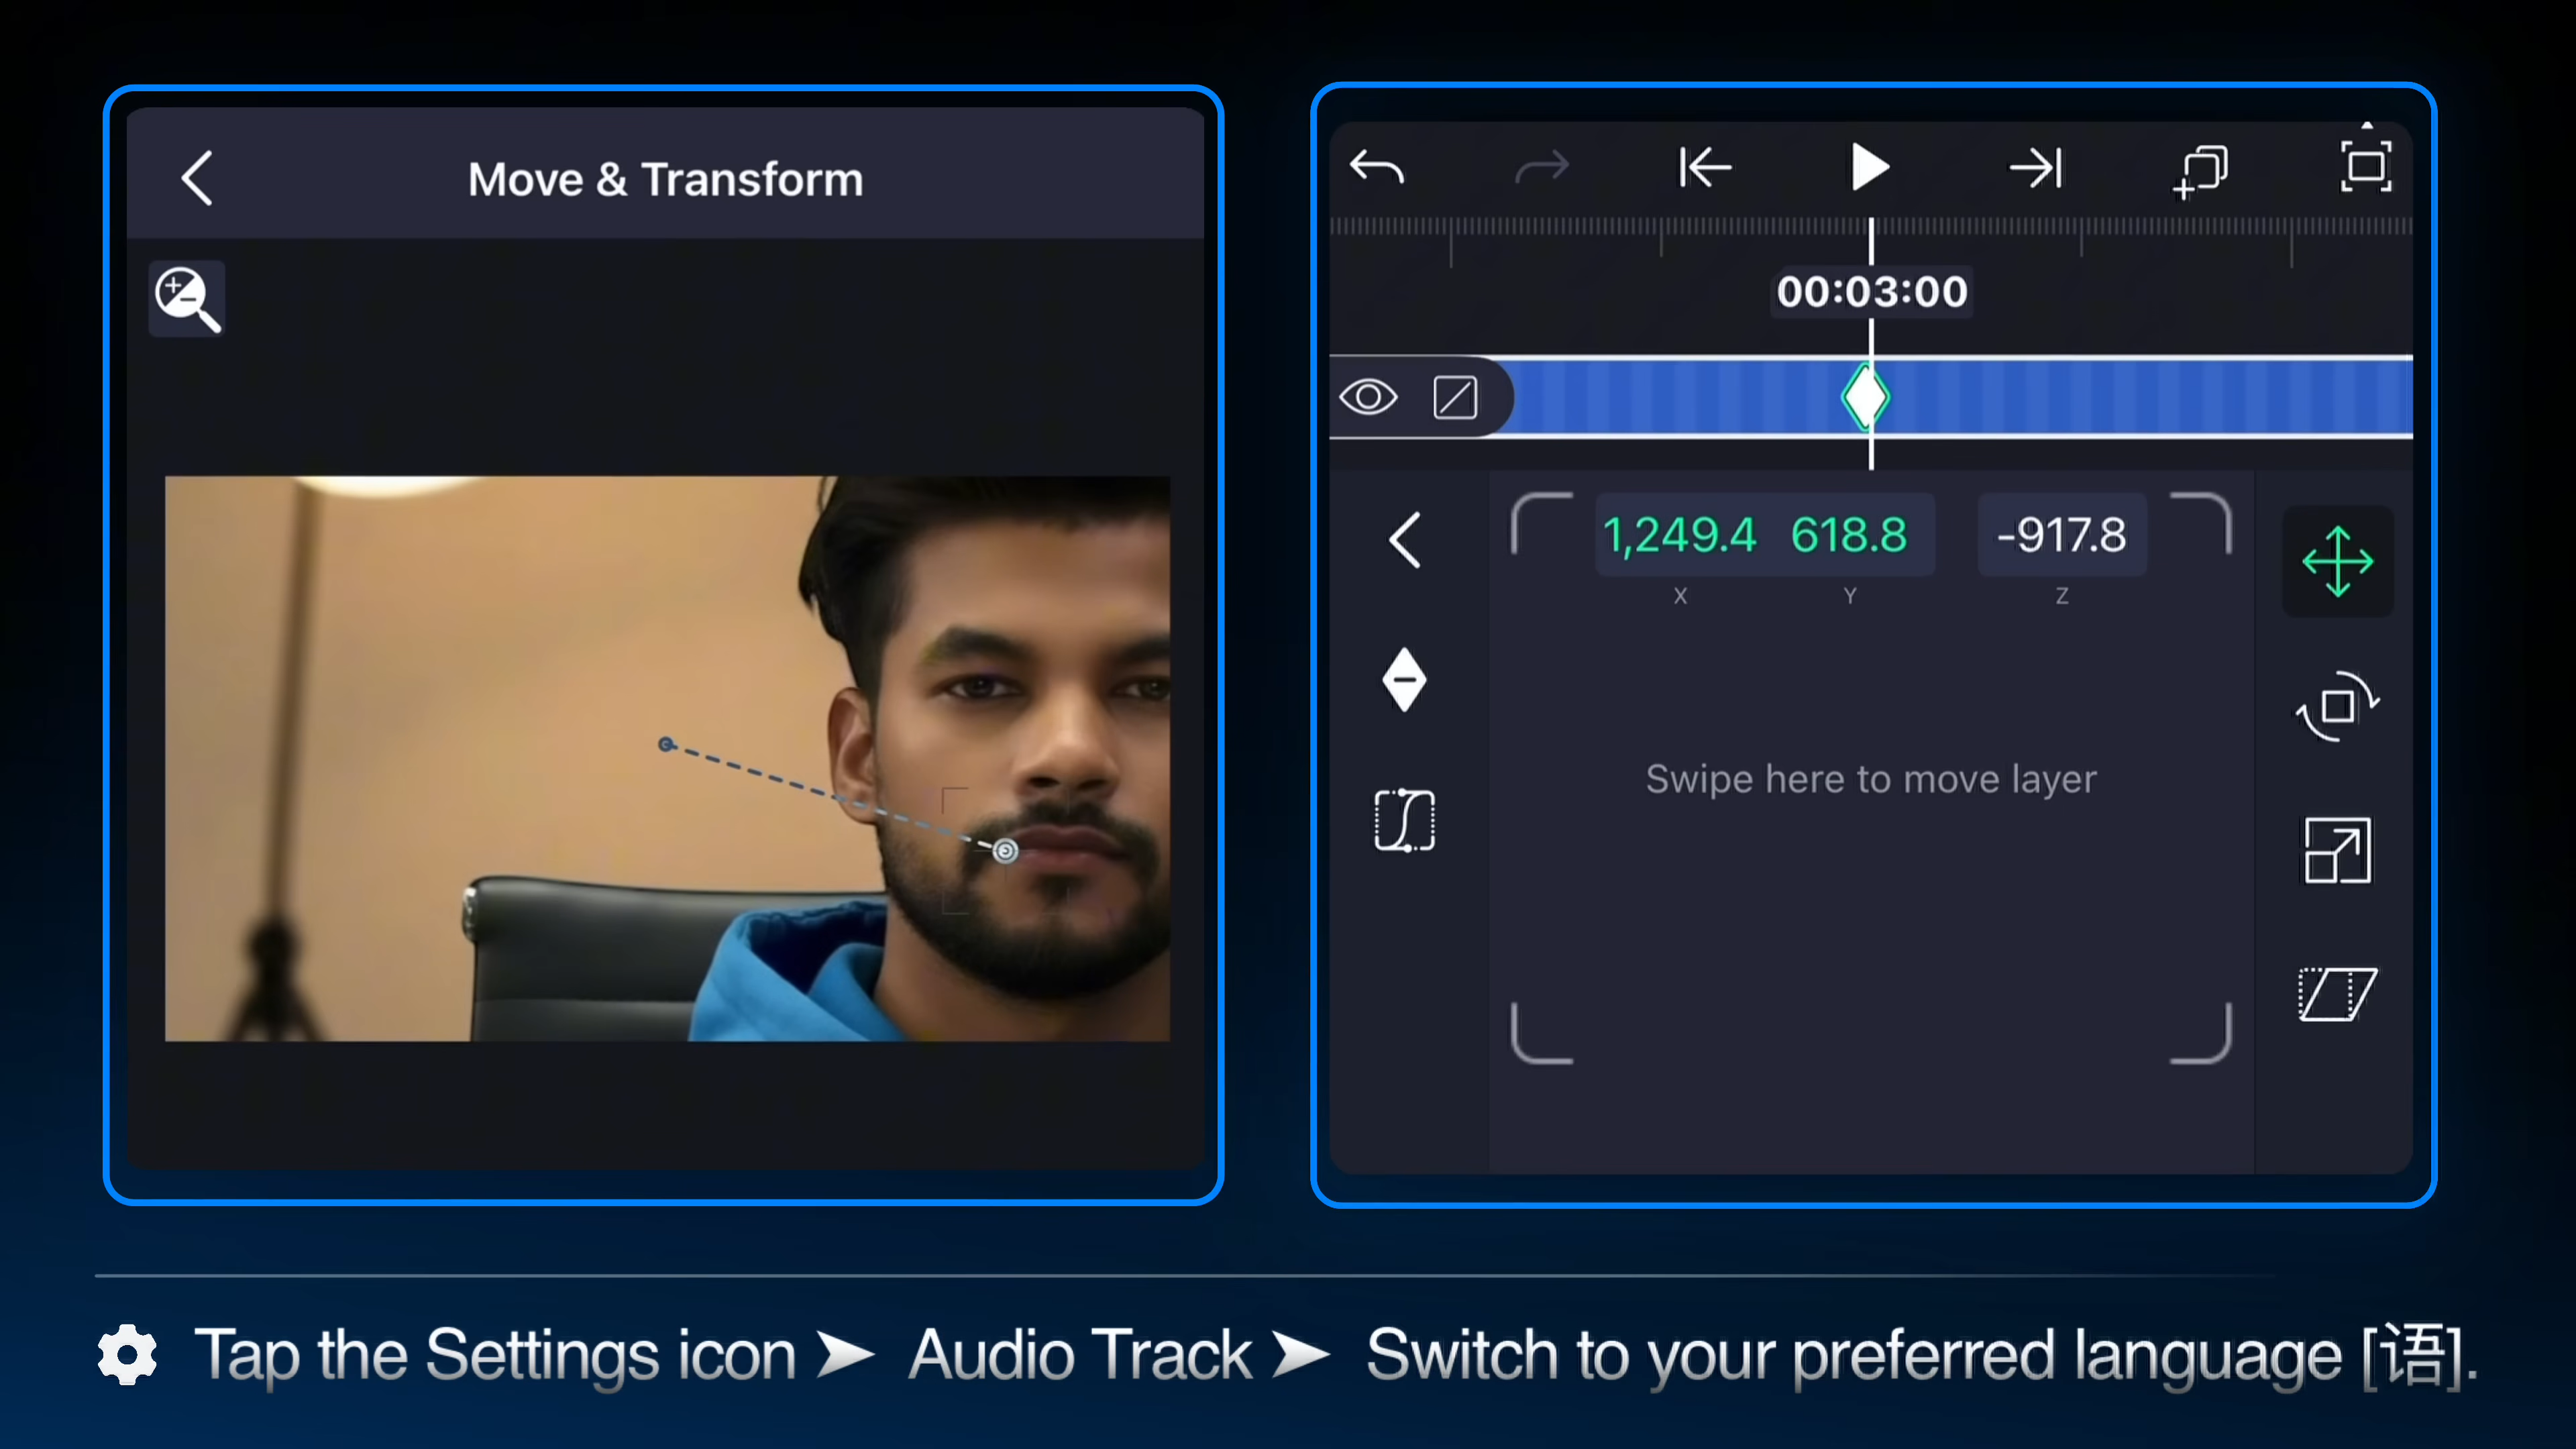 Move & Transform
00:03:00
1,249.4 618.8 -917.8
X Y Z
Swipe here to move layer
Tap the Settings icon ➤ Audio Track ➤ Switch to your preferred language [语].